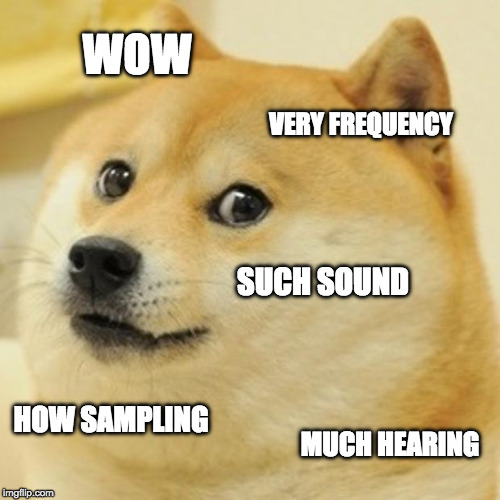 WOW
VERY FREQUENCY
SUCH SOUND
HOW SAMPLING
MUCH HEARING
imgflip.com